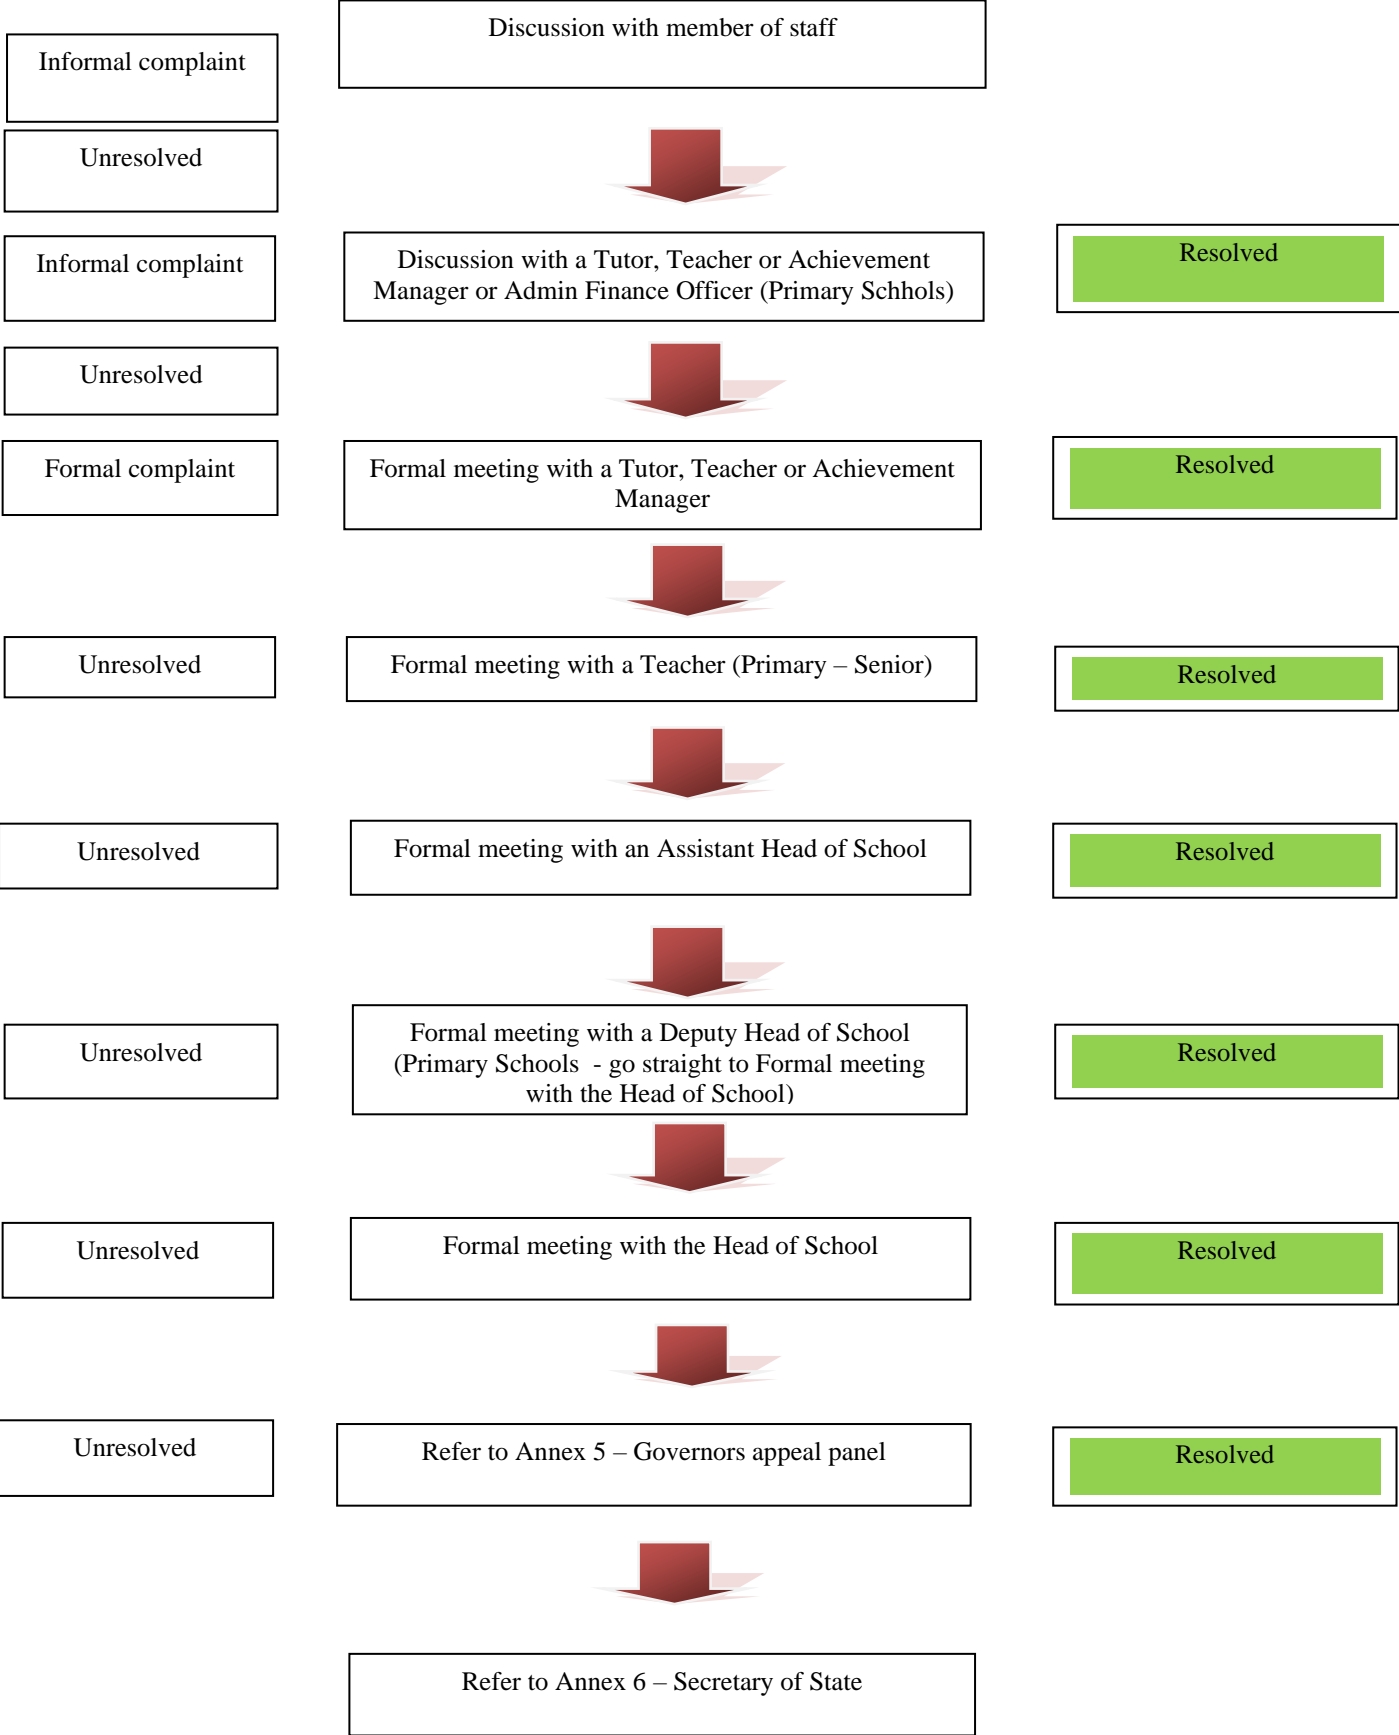 Discussion with member of staff
Informal complaint
Unresolved
Informal complaint
Discussion with a Tutor, Teacher or Achievement
Manager or Admin Finance Officer (Primary Schhols)
Resolved
Unresolved
Formal complaint
Formal meeting with a Tutor, Teacher or Achievement
Manager
Resolved
Unresolved
Formal meeting with a Teacher (Primary – Senior)
Resolved
Unresolved
Formal meeting with an Assistant Head of School
Resolved
Unresolved
Formal meeting with a Deputy Head of School
(Primary Schools - go straight to Formal meeting
with the Head of School)
Resolved
Unresolved
Formal meeting with the Head of School
Resolved
Unresolved
Refer to Annex 5 – Governors appeal panel
Resolved
Refer to Annex 6 – Secretary of State